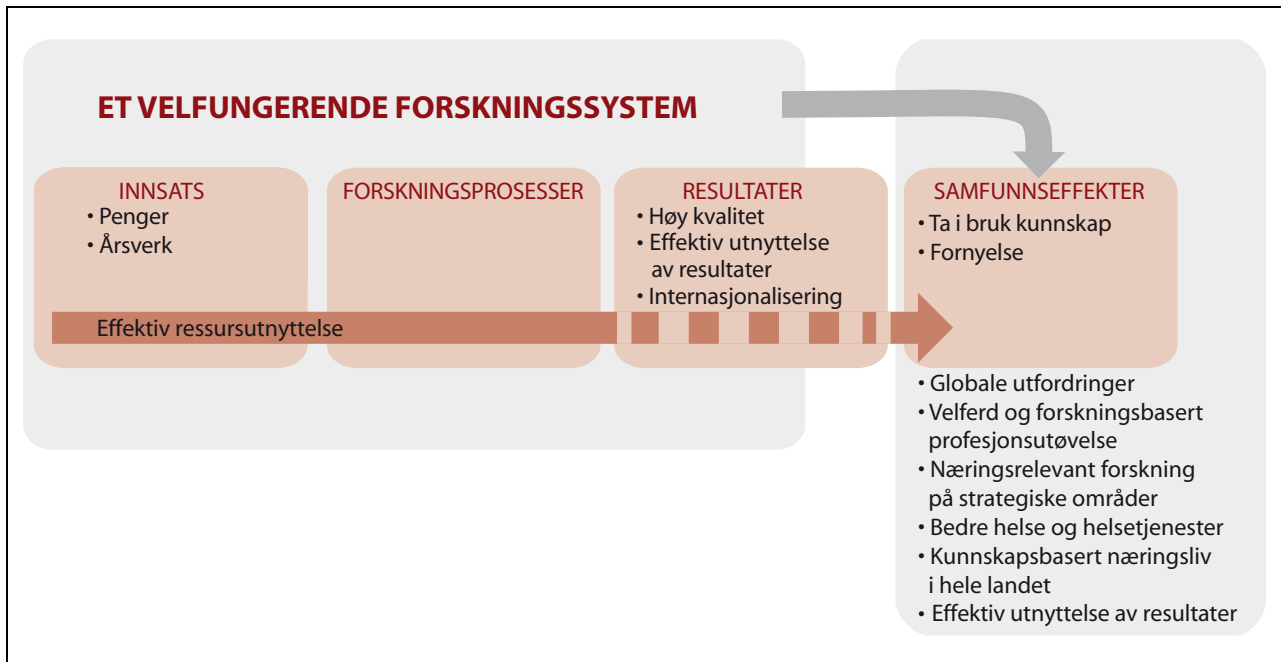 ET VELFUNGERENDE FORSKNINGSSYSTEM
INNSATS
• Penger
• Årsverk
FORSKNINGSPROSESSER
RESULTATER
• Høy kvalitet
• Effektiv utnyttelse
av resultater
• Internasjonalisering
Effektiv ressursutnyttelse
SAMFUNNSEFFEKTER
• Ta i bruk kunnskap
• Fornyelse
• Globale utfordringer
• Velferd og forskningsbasert
profesjonsutøvelse
• Næringsrelevant forskning
på strategiske områder
• Bedre helse og helsetjenester
• Kunnskapsbasert næringsliv
i hele landet
• Effektiv utnyttelse av resultater